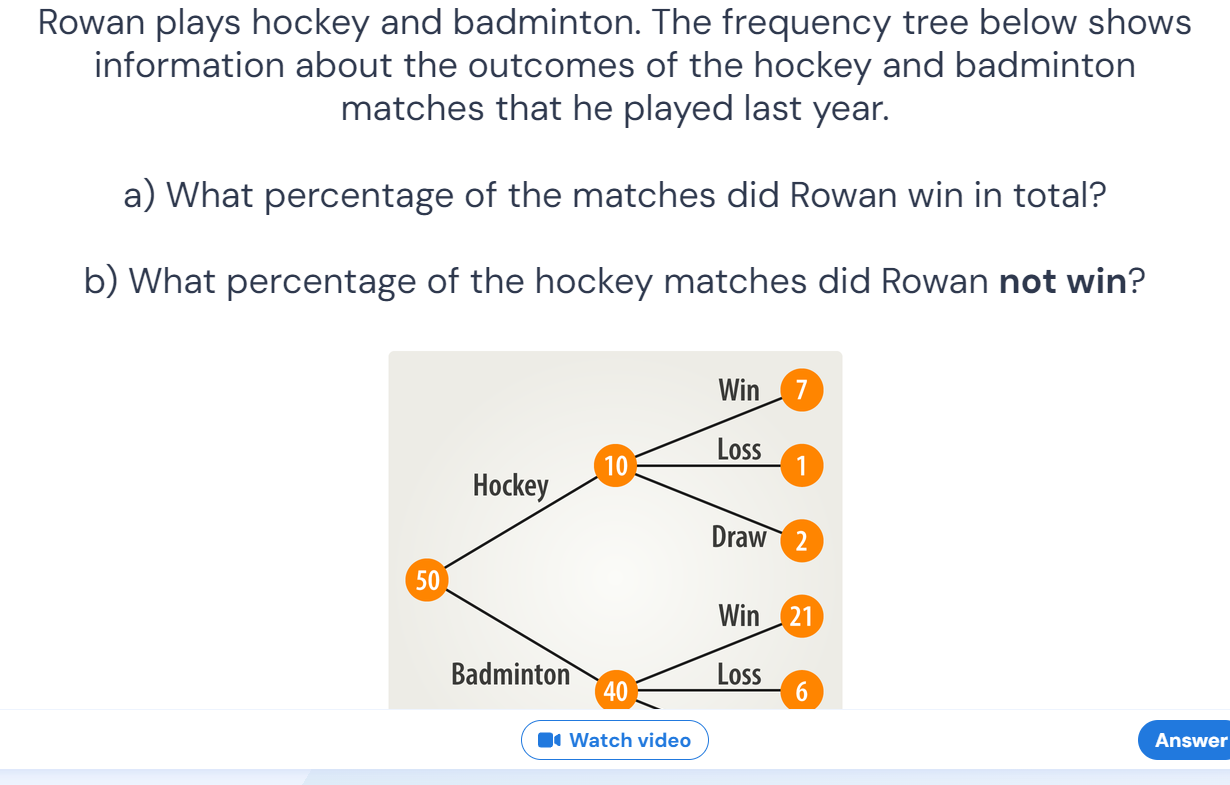 Rowan plays hockey and badminton. The frequency tree below shows
information about the outcomes of the hockey and badminton
matches that he played last year.
a) What percentage of the matches did Rowan win in total?
b) What percentage of the hockey matches did Rowan not win?
Win 7
Loss 1
10
Hockey
Draw 2
50
Win 21
Badminton
Loss 6
40
Watch video
Answer